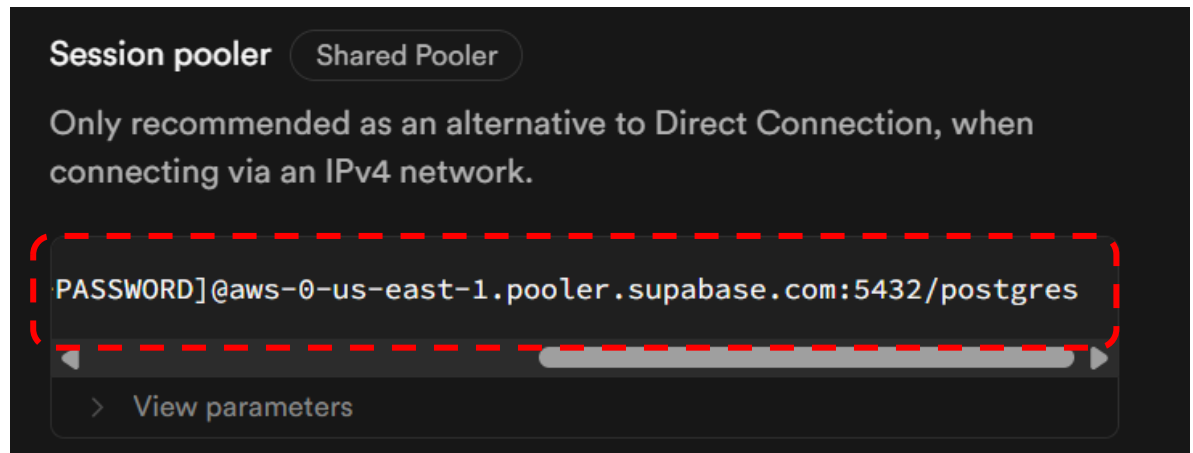 Session pooler Shared Pooler
Only recommended as an alternative to Direct Connection, when
connecting via an IPv4 network.
PASSWORD]@aws-0-us-east-1.pooler.supabase.com:5432/postgres
View parameters